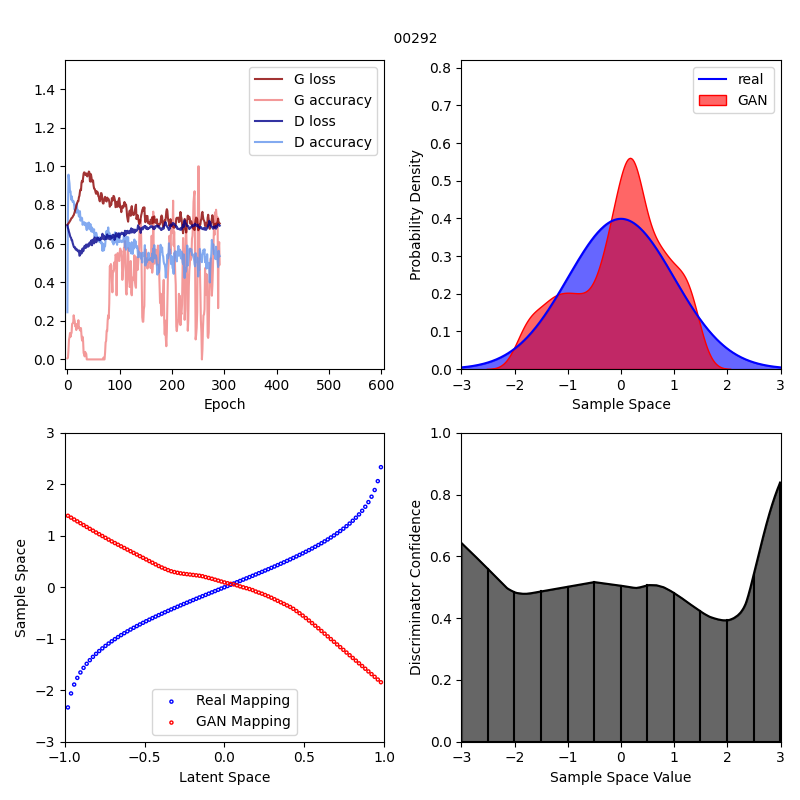 00292
G loss
G accuracy
D loss
D accuracy
1.4
1.2
1.0
0.8
0.6
0.4
0.2
0.0
0 100 200 300 400 500 600
Epoch
real
GAN
0.8
0.7
0.6
0.5
0.4
0.3
0.2
0.1
0.0
Probability Density
−3 −2 −1 0 1 2 3
Sample Space
3
2
1
0
−1
−2
−3
Sample Space
Real Mapping
GAN Mapping
−1.0 −0.5 0.0 0.5 1.0
Latent Space
1.0
0.8
0.6
0.4
0.2
0.0
Discriminator Confidence
−3 −2 −1 0 1 2 3
Sample Space Value